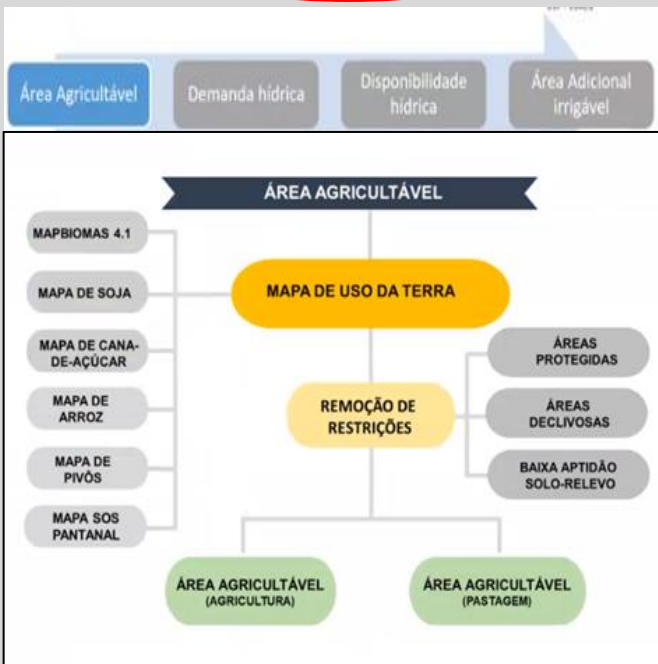 Área Agricultável
Demanda hídrica
Disponibilidade
hídrica
Área Adicional
irrigável
ÁREA AGRICULTÁVEL
MAPBIOMAS 4.1
MAPA DE SOJA
MAPA DE CANA-
DE-AÇÚCAR
MAPA DE
ARROZ
MAPA DE
PIVÔS
MAPA SOS
PANTANAL
MAPA DE USO DA TERRA
REMOÇÃO DE
RESTRIÇÕES
ÁREAS
PROTEGIDAS
ÁREAS
DECLIVOSAS
BAIXA APTIDÃO
SOLO-RELEVO
ÁREA AGRICULTÁVEL
(AGRICULTURA)
ÁREA AGRICULTÁVEL
(PASTAGEM)